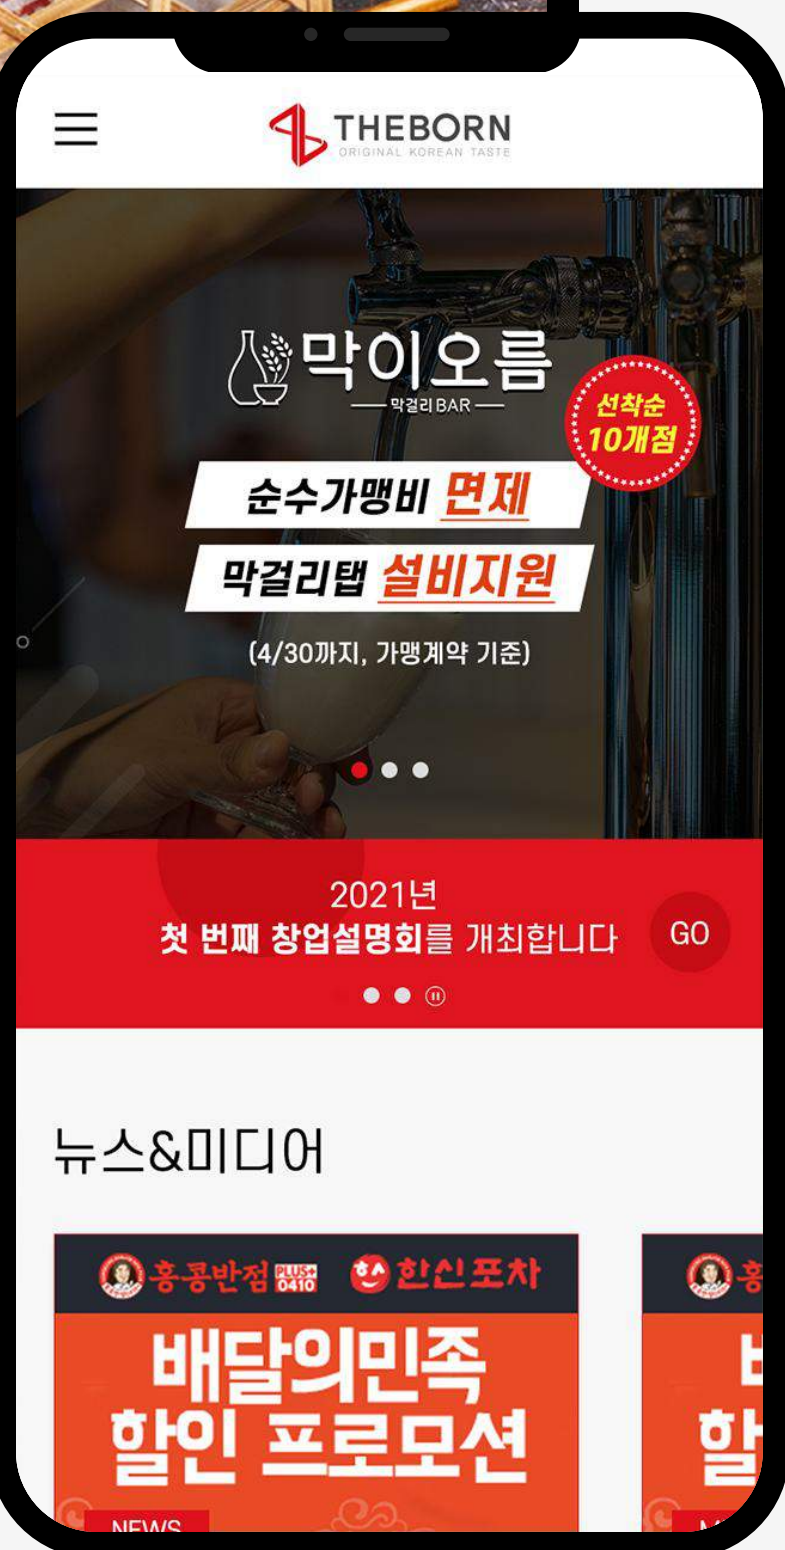 THEBORN
ORIGINAL KOREAN TASTE
막이오름
막걸리 BAR
선착순
10개점
순수가맹비 면제
막걸리탭 설비지원
(4/30까지, 가맹계약 기준)
2021년
첫 번째 창업설명회를 개최합니다
GO
뉴스&미디어
홍콩반점 PLUS+ 0410
한신포차
배달의민족
할인 프로모션
NEWS